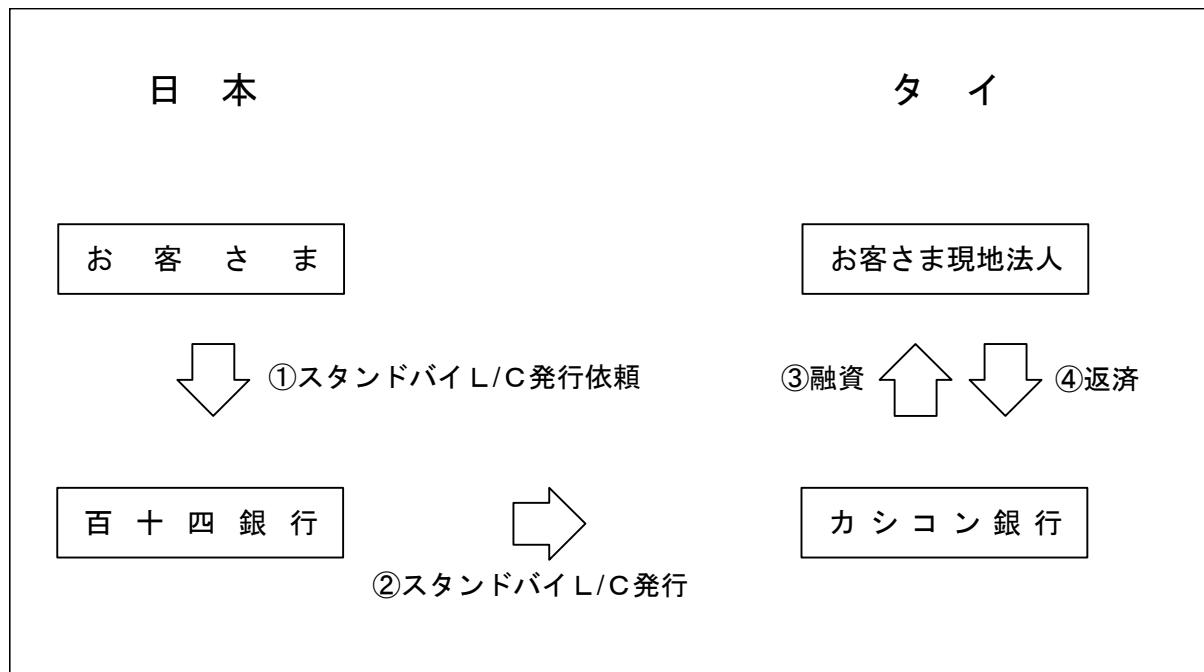 日 本
タ イ
お 客 さ ま
お客さま現地法人
①スタンドバイL/C発行依頼
③融資
④返済
百 十 四 銀 行
カ シ コ ン 銀 行
②スタンドバイL/C発行